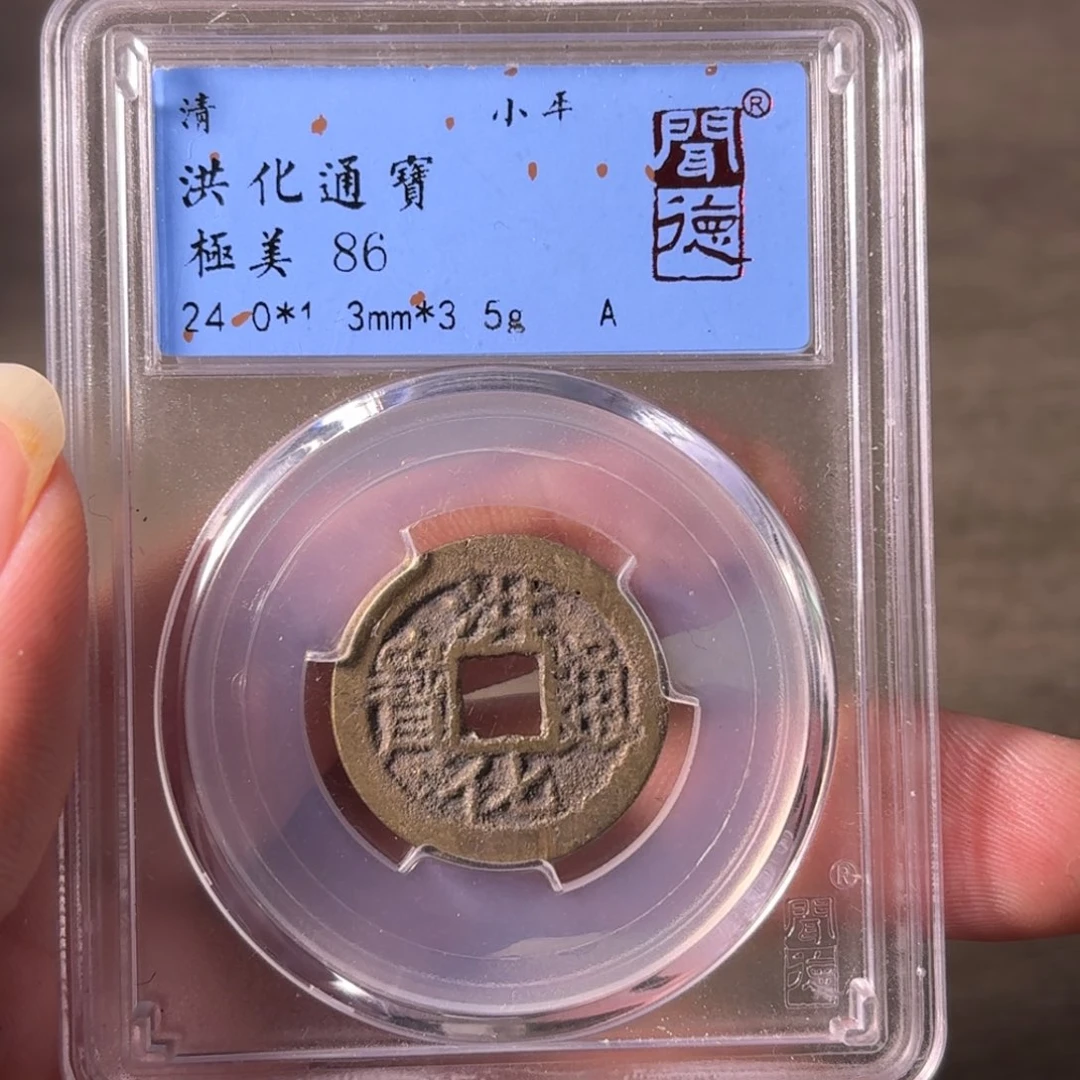 清 小平
洪化通寶
極美 86
24 0*1 3mm*3 5g A
聞德®
洪化通寶
®
聞德